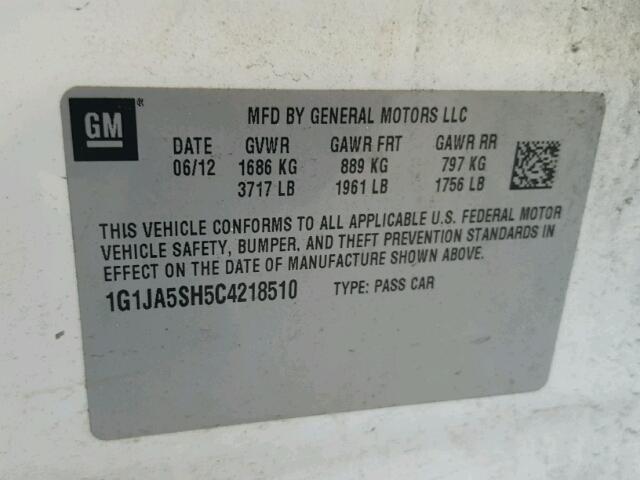 GM®
MFD BY GENERAL MOTORS LLC
DATE GVWR GAWR FRT GAWR RR
06/12 1686 KG 889 KG 797 KG
3717 LB 1961 LB 1756 LB
THIS VEHICLE CONFORMS TO ALL APPLICABLE U.S. FEDERAL MOTOR
VEHICLE SAFETY, BUMPER, AND THEFT PREVENTION STANDARDS IN
EFFECT ON THE DATE OF MANUFACTURE SHOWN ABOVE.
1G1JA5SH5C4218510 TYPE: PASS CAR